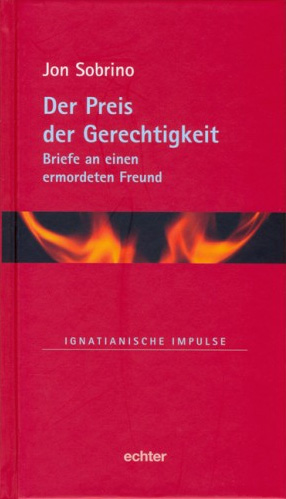 Jon Sobrino
Der Preis
der Gerechtigkeit
Briefe an einen
ermordeten Freund
IGNATIANISCHE IMPULSE
echter